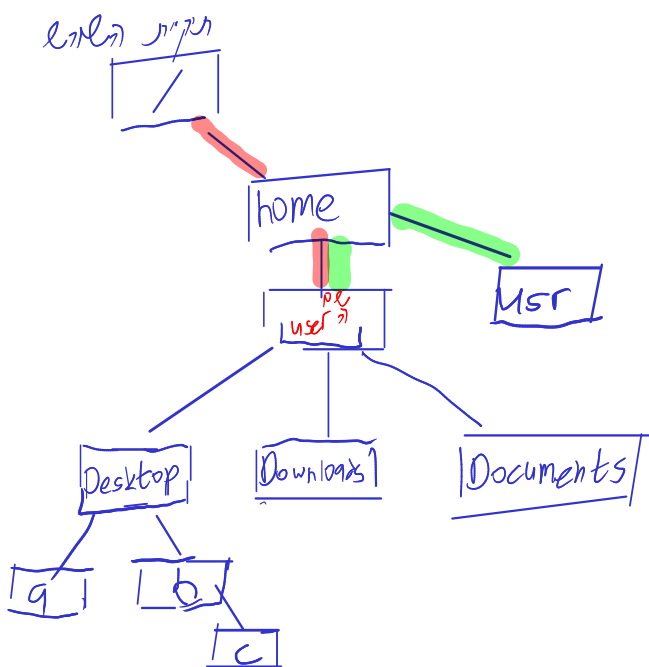 תיקיית השורש
/
home
usr
שם
ה user
Desktop
Downloads
Documents
a
b
c